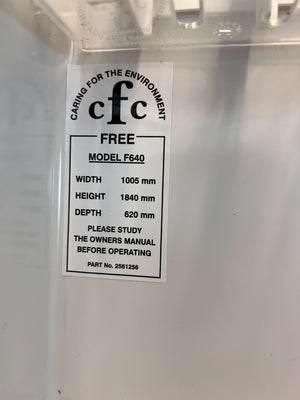 CARING FOR THE ENVIRONMENT
cfc
FREE
MODEL F640
WIDTH 1005 mm
HEIGHT 1840 mm
DEPTH 620 mm
PLEASE STUDY
THE OWNERS MANUAL
BEFORE OPERATING
PART No. 2561256